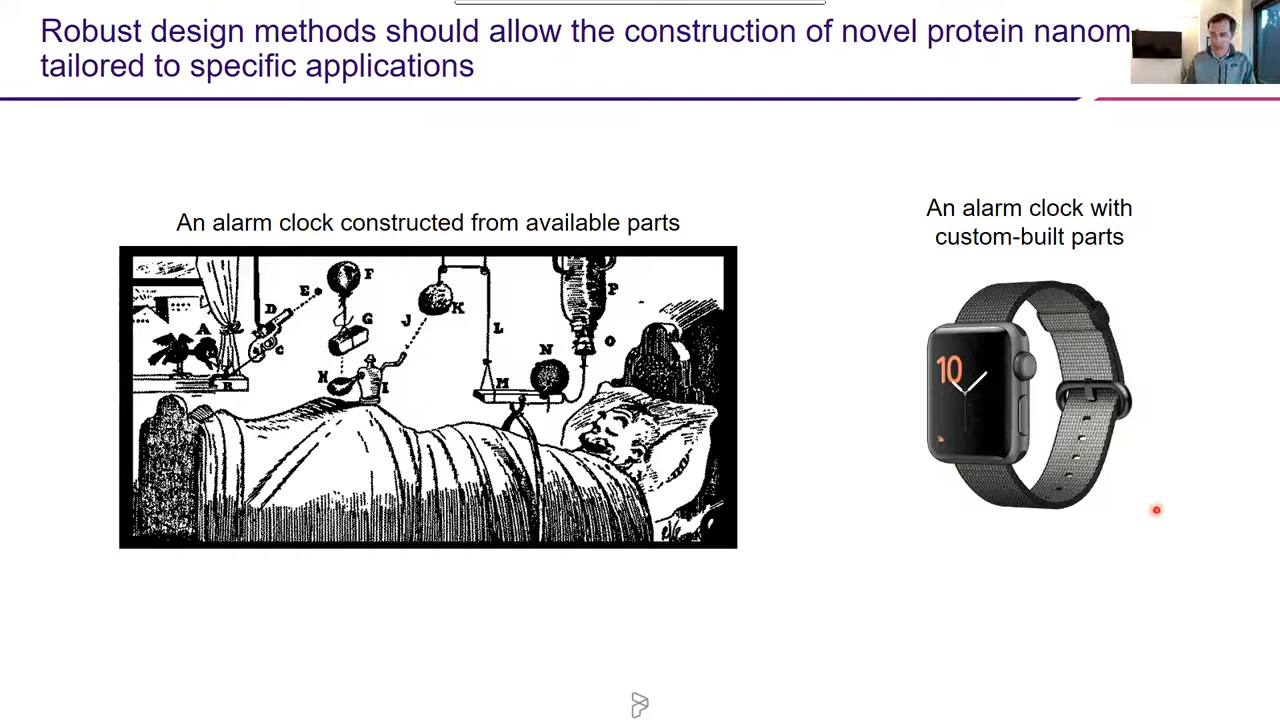 Robust design methods should allow the construction of novel protein nanom
tailored to specific applications
An alarm clock constructed from available parts
An alarm clock with
custom-built parts
A
B
C
D
E
F
G
H
I
J
K
L
M
N
O
P
10